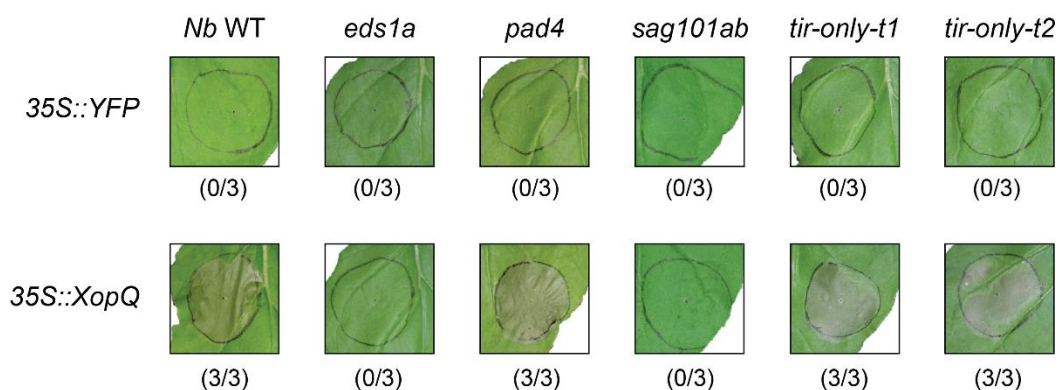 Nb WT eds1a pad4 sag101ab tir-only-t1 tir-only-t2
35S::YFP
(0/3) (0/3) (0/3) (0/3) (0/3) (0/3)
35S::XopQ
(3/3) (0/3) (3/3) (0/3) (3/3) (3/3)